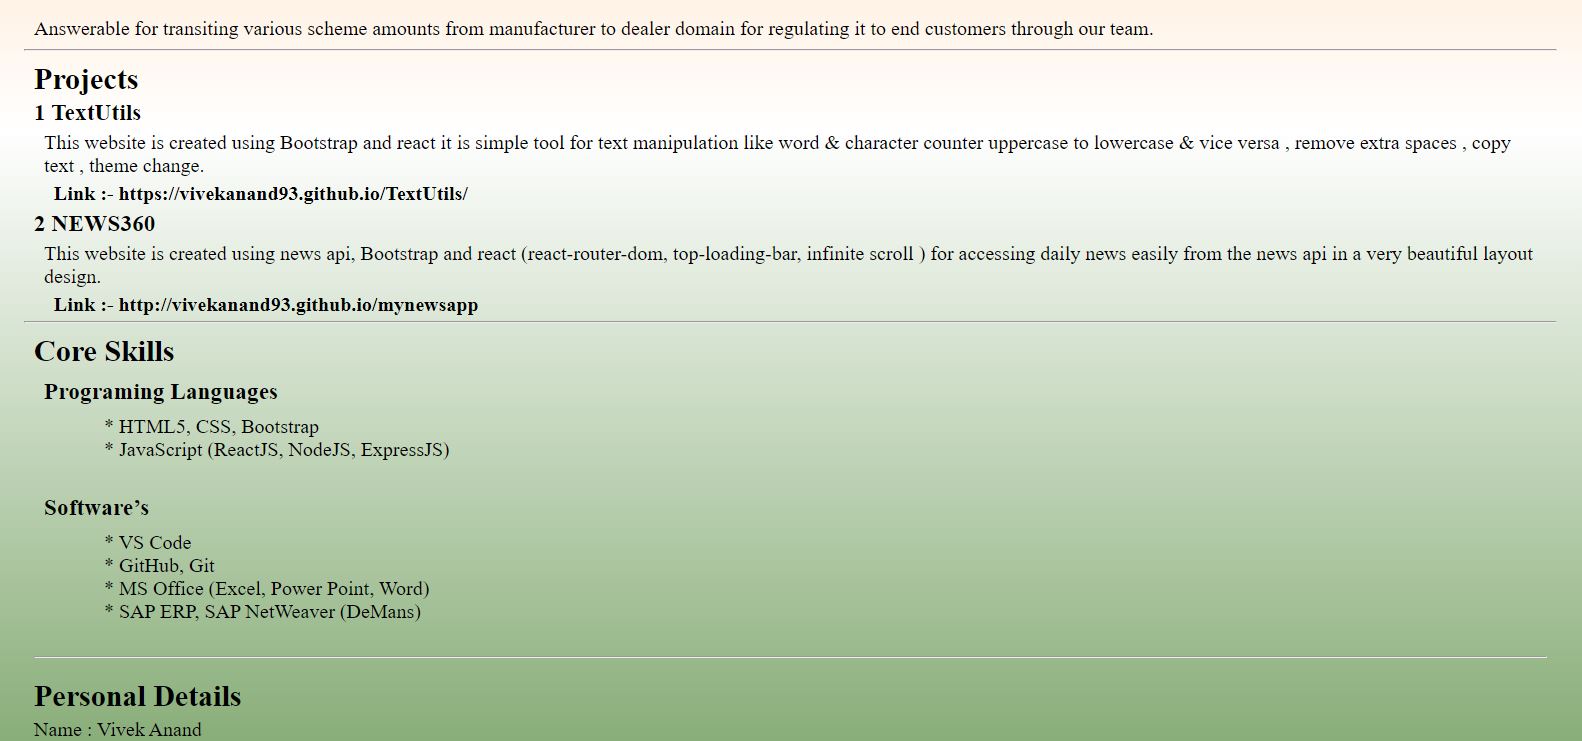 Answerable for transiting various scheme amounts from manufacturer to dealer domain for regulating it to end customers through our team.
Projects
1 TextUtils
This website is created using Bootstrap and react it is simple tool for text manipulation like word & character counter uppercase to lowercase & vice versa , remove extra spaces , copy
text , theme change.
Link :- https://vivekanand93.github.io/TextUtils/
2 NEWS360
This website is created using news api, Bootstrap and react (react-router-dom, top-loading-bar, infinite scroll ) for accessing daily news easily from the news api in a very beautiful layout
design.
Link :- http://vivekanand93.github.io/mynewsapp
Core Skills
Programing Languages
* HTML5, CSS, Bootstrap
* JavaScript (ReactJS, NodeJS, ExpressJS)
Software’s
* VS Code
* GitHub, Git
* MS Office (Excel, Power Point, Word)
* SAP ERP, SAP NetWeaver (DeMans)
Personal Details
Name : Vivek Anand